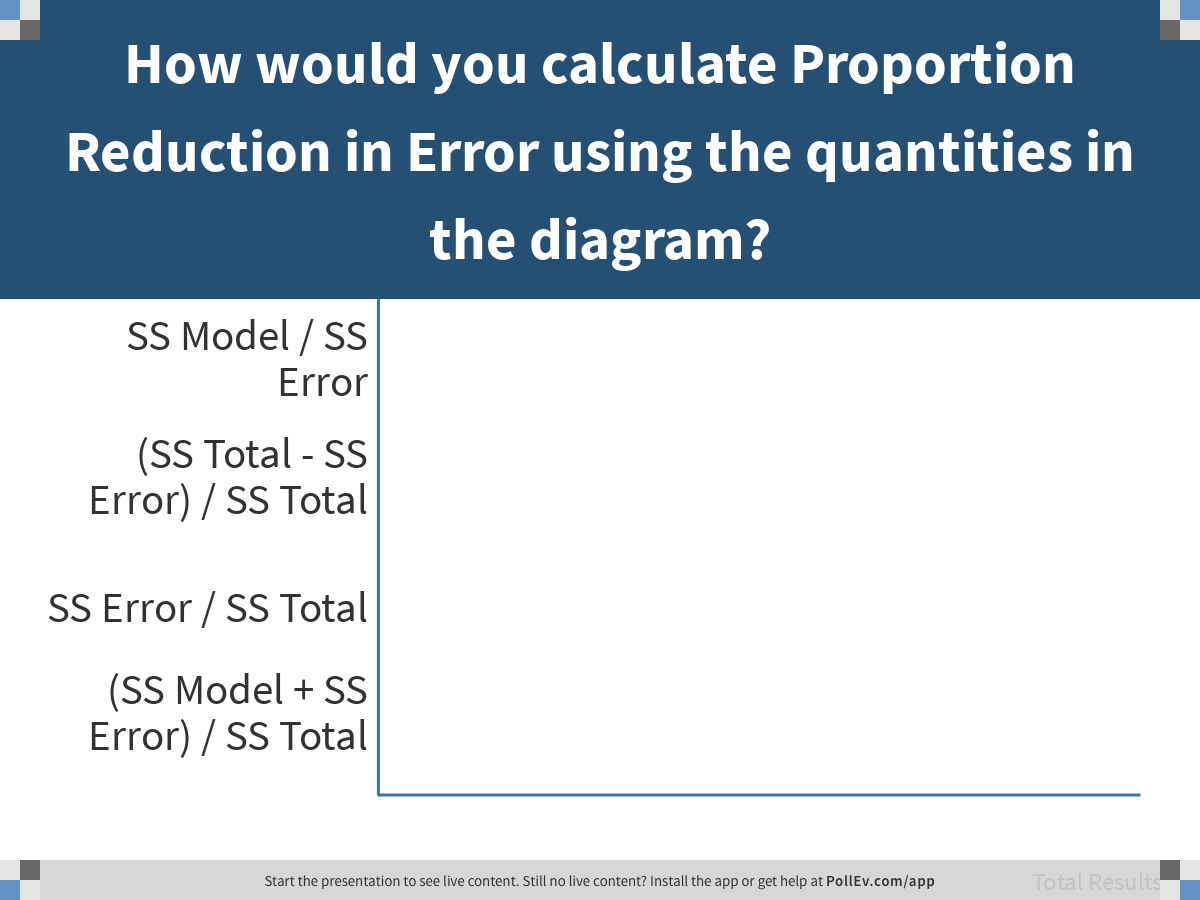 How would you calculate Proportion
Reduction in Error using the quantities in
the diagram?
SS Model / SS
Error
(SS Total - SS
Error) / SS Total
SS Error / SS Total
(SS Model + SS
Error) / SS Total
Start the presentation to see live content. Still no live content? Install the app or get help at PollEv.com/app
Total Results